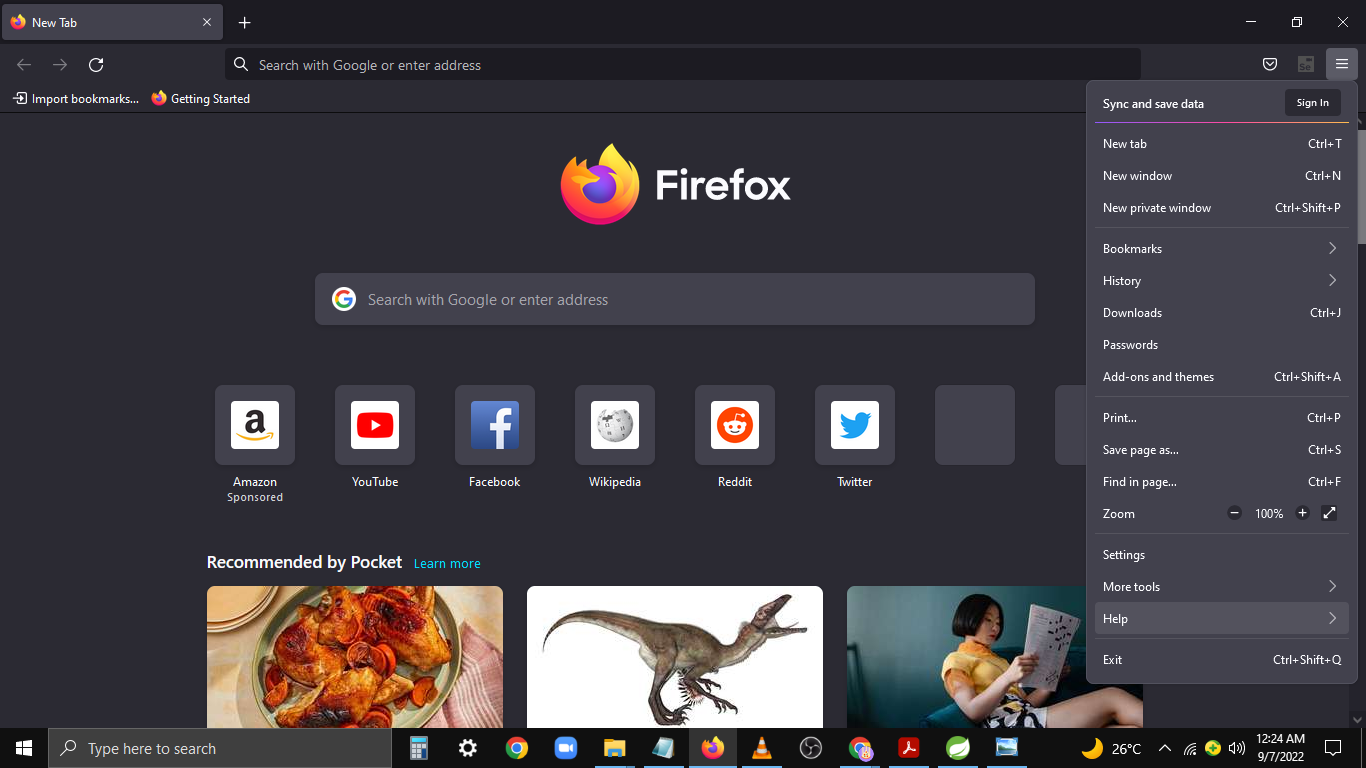 New Tab
Search with Google or enter address
Se
Import bookmarks...
Getting Started
Sync and save data
Sign In
New tab
Ctrl+T
New window
Ctrl+N
New private window
Ctrl+Shift+P
Bookmarks
History
Downloads
Ctrl+J
Passwords
Add-ons and themes
Ctrl+Shift+A
Print...
Ctrl+P
Save page as...
Ctrl+S
Find in page...
Ctrl+F
Zoom
100%
Settings
More tools
Help
Exit
Ctrl+Shift+Q
Firefox
Search with Google or enter address
Amazon
Sponsored
YouTube
Facebook
Wikipedia
Reddit
Twitter
Recommended by Pocket
Learn more
Type here to search
26°C
12:24 AM
9/7/2022